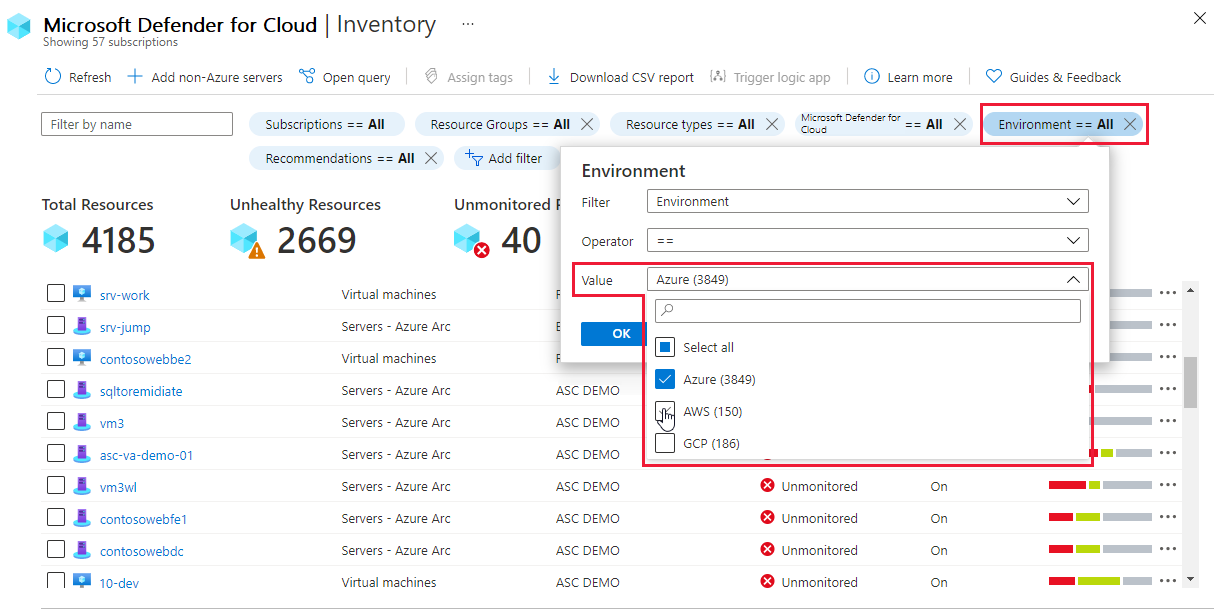 Microsoft Defender for Cloud | Inventory ...
Showing 57 subscriptions
Refresh Add non-Azure servers Open query Assign tags Download CSV report Trigger logic app Learn more Guides & Feedback
Filter by name Subscriptions == All Resource Groups == All Resource types == All Microsoft Defender for Cloud == All Environment == All
Recommendations == All Add filter
Environment
Filter Environment
Operator ==
Value Azure (3849)
OK
Select all
Azure (3849)
AWS (150)
GCP (186)
Total Resources Unhealthy Resources Unmonitored
4185 2669 40
srv-work Virtual machines
srv-jump Servers - Azure Arc
contosowebbe2 Virtual machines
sqltoremidiate Servers - Azure Arc ASC DEMO
vm3 Servers - Azure Arc ASC DEMO
asc-va-demo-01 Servers - Azure Arc ASC DEMO
vm3wl Servers - Azure Arc ASC DEMO Unmonitored On
contosowebfe1 Servers - Azure Arc ASC DEMO Unmonitored On
contosowebdc Servers - Azure Arc ASC DEMO Unmonitored On
10-dev Virtual machines ASC DEMO Unmonitored On